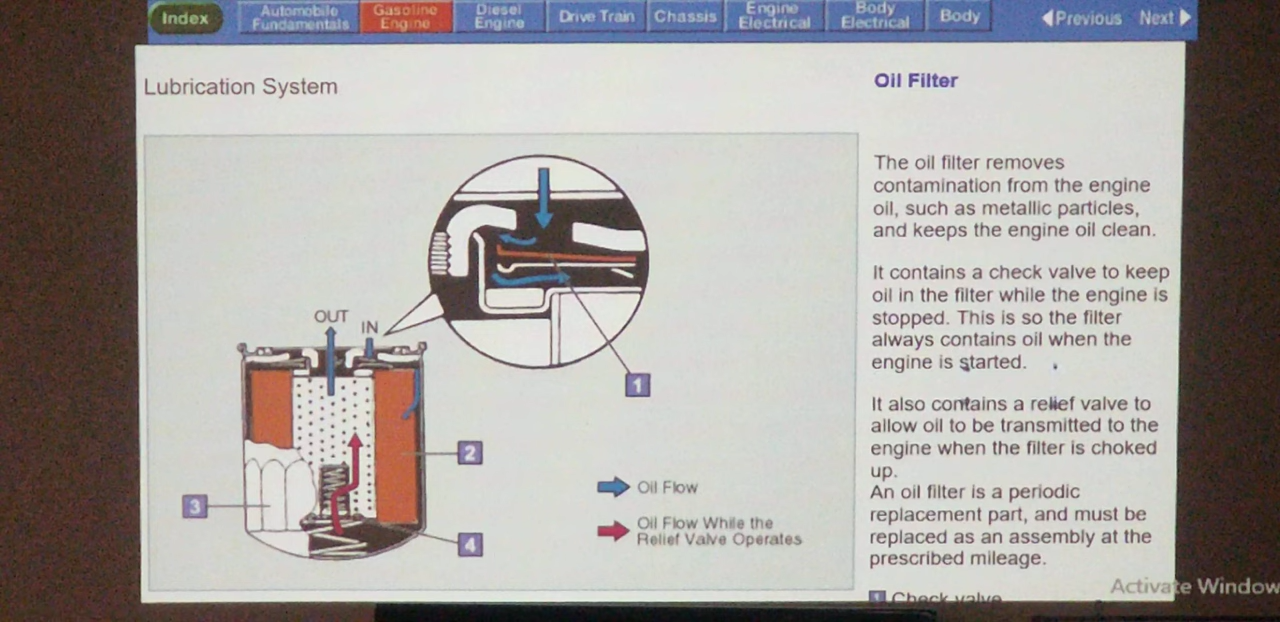 Index
Automobile
Fundamentals
Gasoline
Engine
Diesel
Engine
Drive Train
Chassis
Engine
Electrical
Body
Electrical
Body
Previous
Next
Lubrication System
OUT
IN
1
2
3
4
Oil Flow
Oil Flow While the
Relief Valve Operates
Oil Filter
The oil filter removes
contamination from the engine
oil, such as metallic particles,
and keeps the engine oil clean.
It contains a check valve to keep
oil in the filter while the engine is
stopped. This is so the filter
always contains oil when the
engine is started.
It also contains a relief valve to
allow oil to be transmitted to the
engine when the filter is choked
up.
An oil filter is a periodic
replacement part, and must be
replaced as an assembly at the
prescribed mileage.
1 Check valve
Activate Window